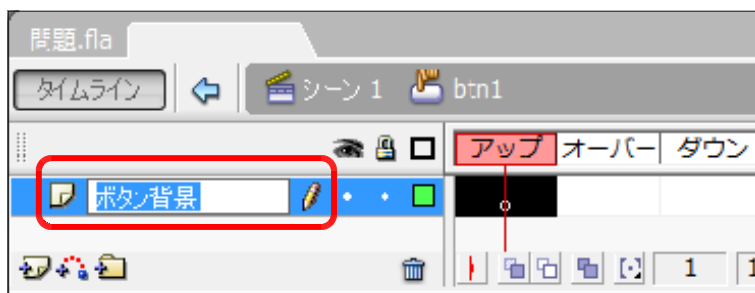 問題.fla
タイムライン シーン 1 btn1
アップ オーバー ダウン
ボタン背景
1 1